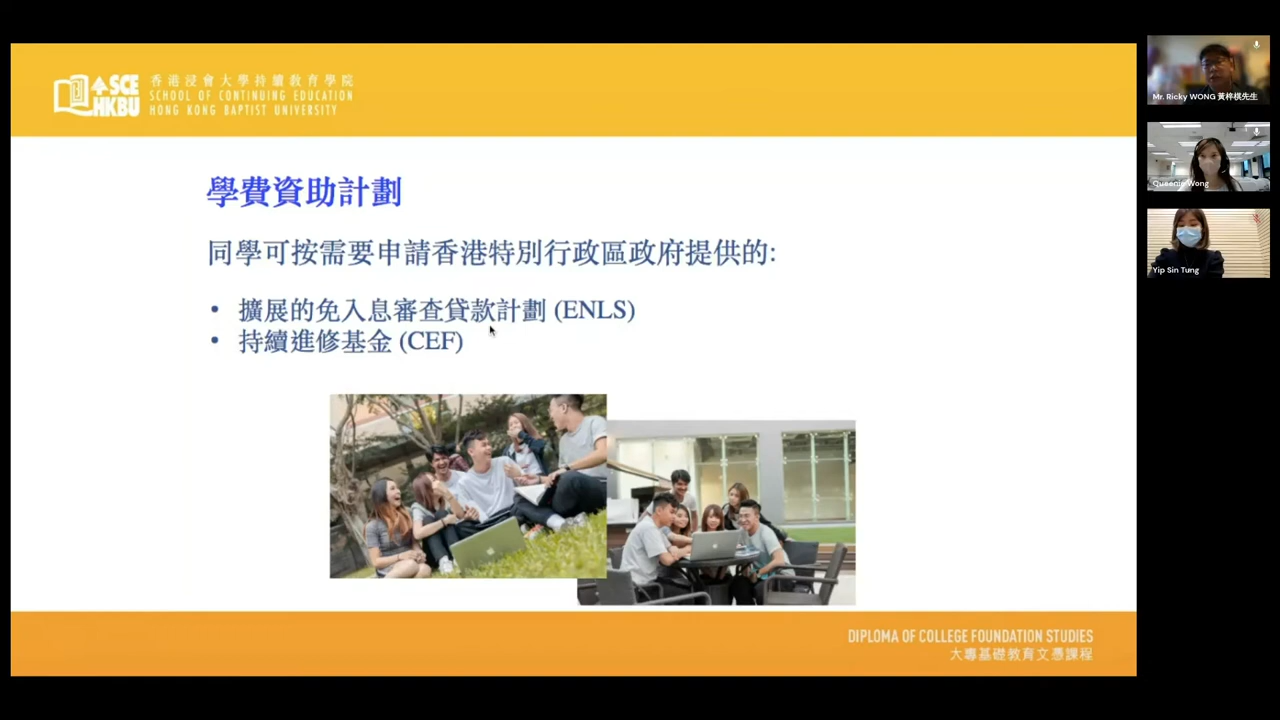 SCE
HKBU
香港浸會大學持續教育學院
SCHOOL OF CONTINUING EDUCATION
HONG KONG BAPTIST UNIVERSITY
學費資助計劃
同學可按需要申請香港特別行政區政府提供的:
• 擴展的免入息審查貸款計劃 (ENLS)
• 持續進修基金 (CEF)
DIPLOMA OF COLLEGE FOUNDATION STUDIES
大專基礎教育文憑課程
Mr. Ricky WONG 黃梓棋先生
Queenie Wong
Yip Sin Tung